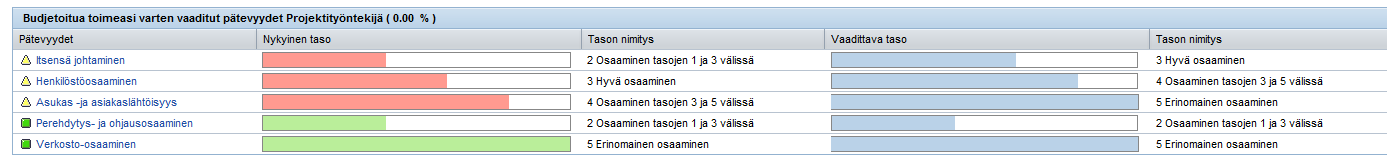 Budjetoitua toimeasi varten vaaditut pätevyydet Projektityöntekijä ( 0.00 % )
Pätevyydet Nykyinen taso Tason nimitys Vaadittava taso Tason nimitys
Itsensä johtaminen 2 Osaaminen tasojen 1 ja 3 välissä 3 Hyvä osaaminen
Henkilöstöosaaminen 3 Hyvä osaaminen 4 Osaaminen tasojen 3 ja 5 välissä
Asukas -ja asiakaslähtöisyys 4 Osaaminen tasojen 3 ja 5 välissä 5 Erinomainen osaaminen
Perehdytys- ja ohjausosaaminen 2 Osaaminen tasojen 1 ja 3 välissä 2 Osaaminen tasojen 1 ja 3 välissä
Verkosto-osaaminen 5 Erinomainen osaaminen 5 Erinomainen osaaminen